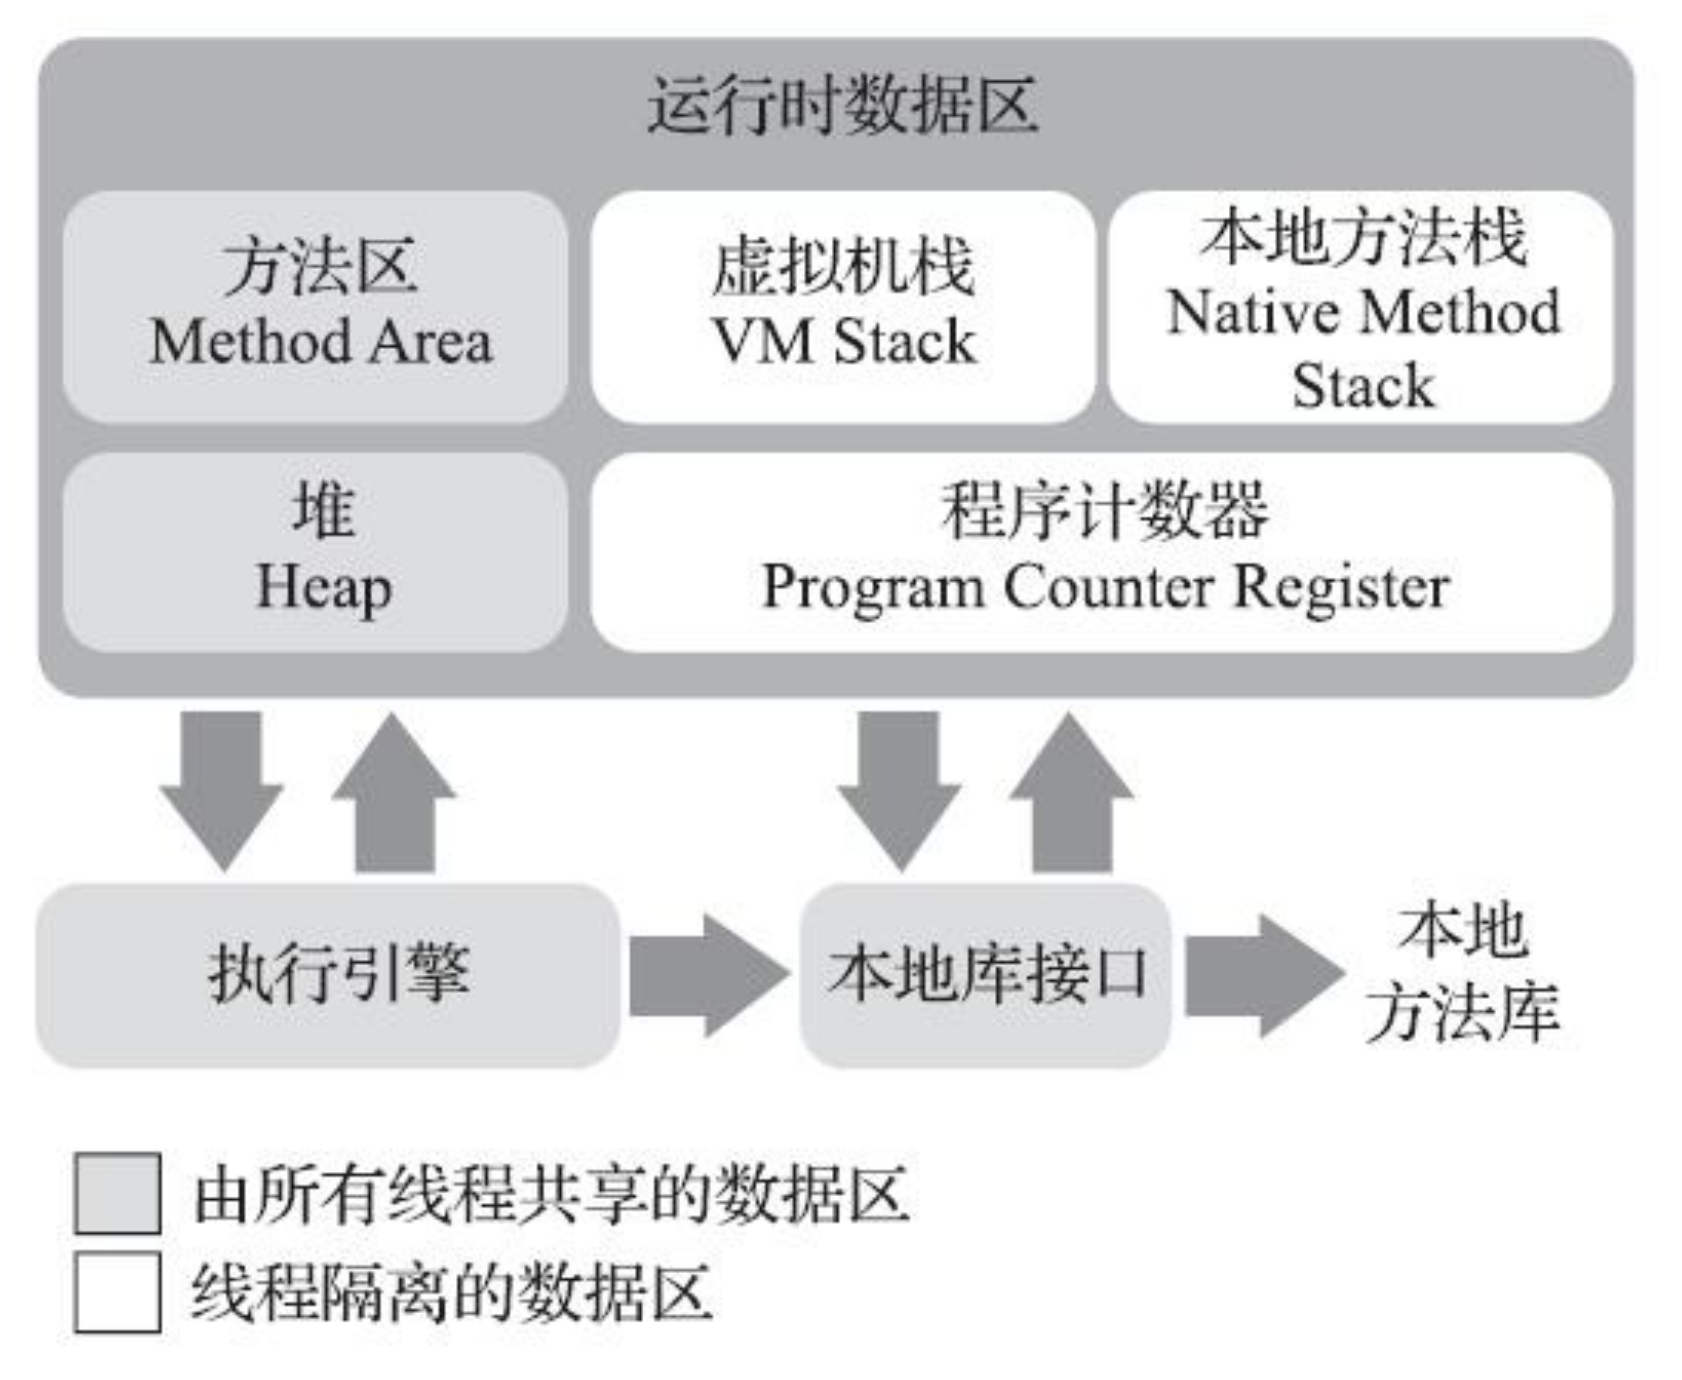 运行时数据区
方法区
Method Area
虚拟机栈
VM Stack
本地方法栈
Native Method
Stack
堆
Heap
程序计数器
Program Counter Register
执行引擎
本地库接口
本地
方法库
由所有线程共享的数据区
线程隔离的数据区